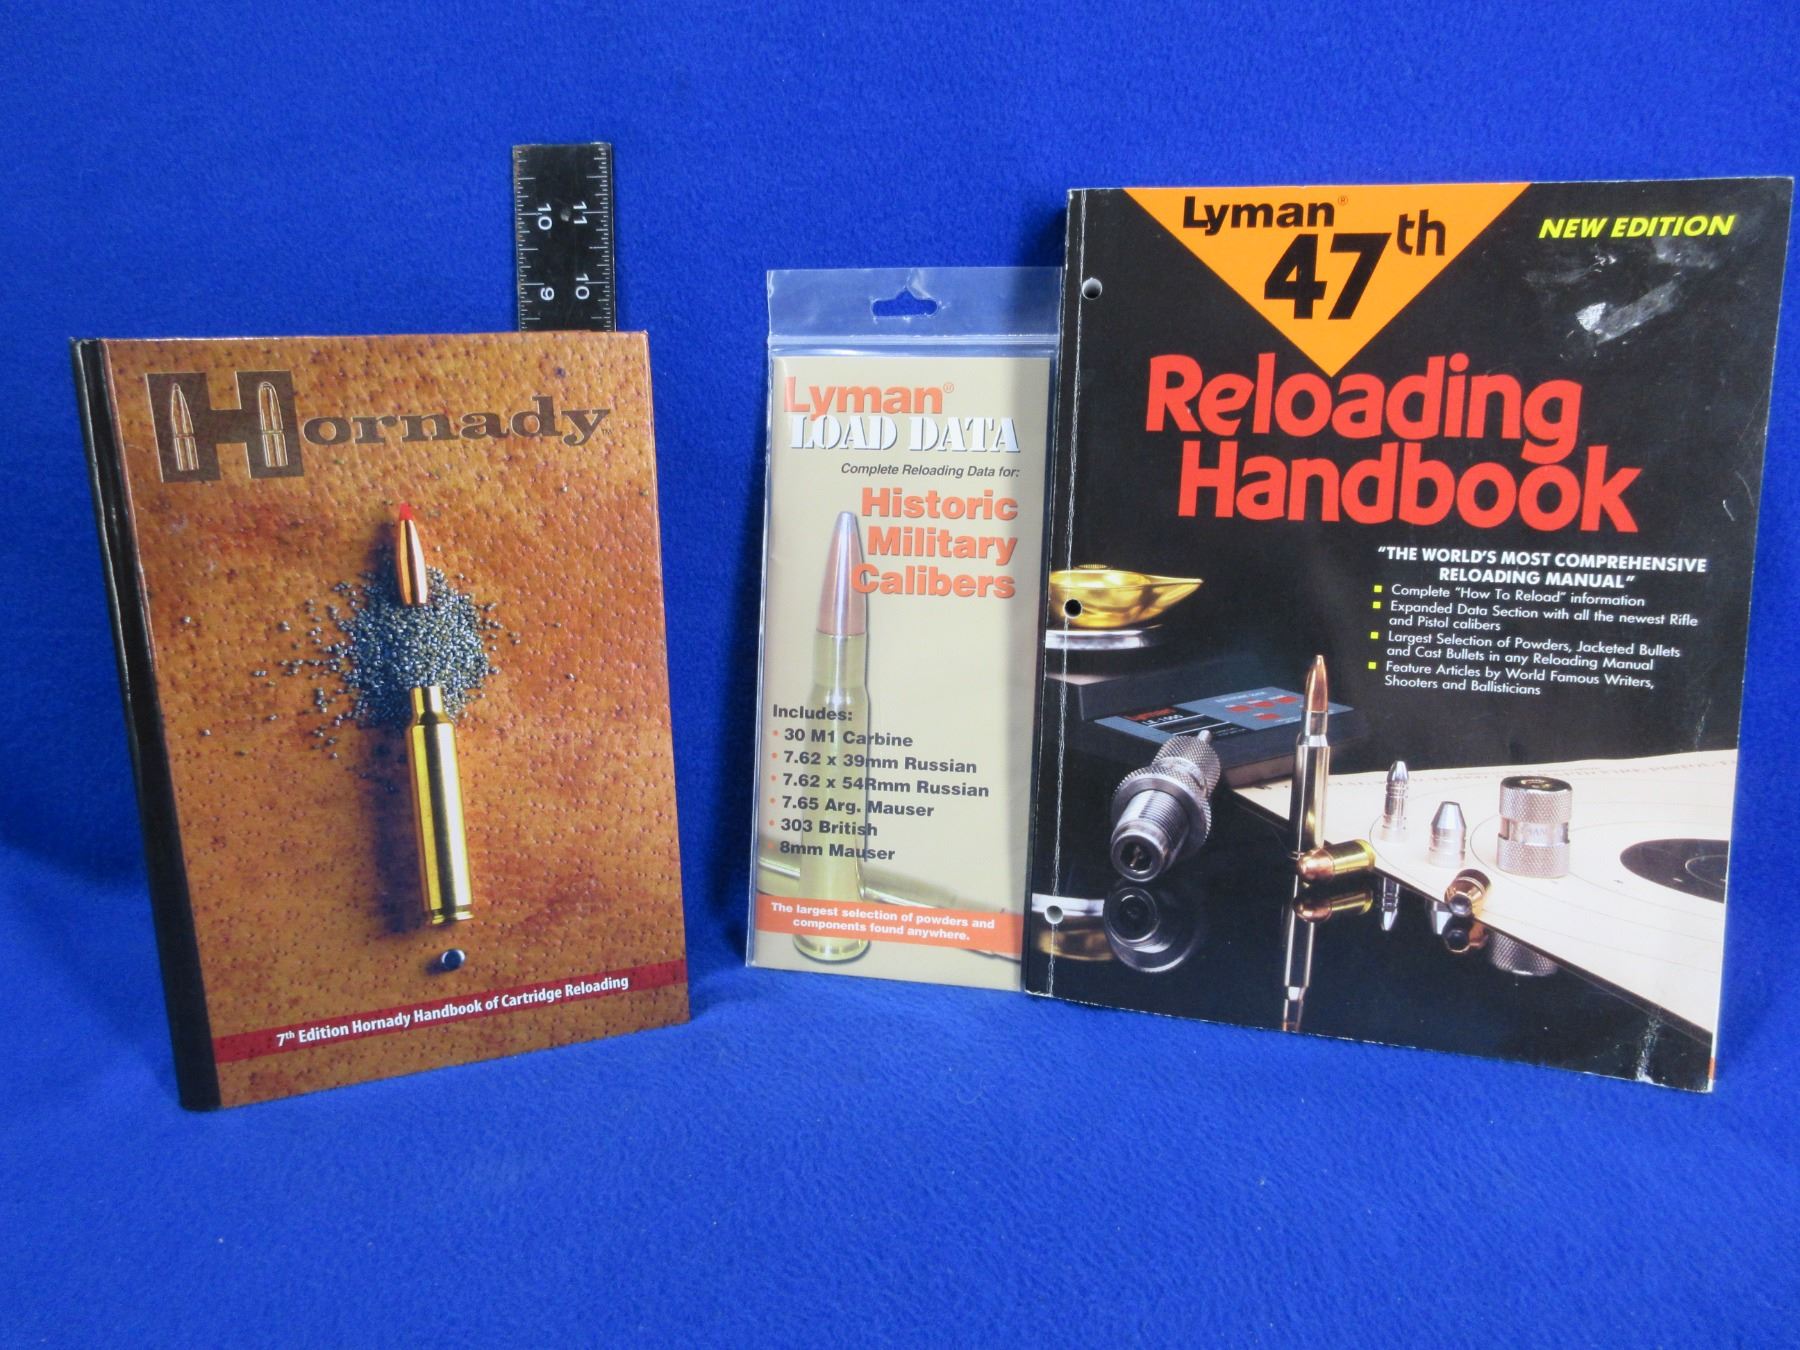 10 11
9 10
Hornady™
7th Edition Hornady Handbook of Cartridge Reloading
Lyman®
LOAD DATA
Complete Reloading Data for:
Historic
Military
Calibers
Includes:
• 30 M1 Carbine
• 7.62 x 39mm Russian
• 7.62 x 54Rmm Russian
• 7.65 Arg. Mauser
• 303 British
• 8mm Mauser
The largest selection of powders and
components found anywhere.
Lyman®
47th
NEW EDITION
Reloading
Handbook
"THE WORLD'S MOST COMPREHENSIVE
RELOADING MANUAL"
Complete "How To Reload" information
Expanded Data Section with all the newest Rifle
and Pistol calibers
Largest Selection of Powders, Jacketed Bullets
and Cast Bullets in any Reloading Manual
Feature Articles by World Famous Writers,
Shooters and Ballisticians